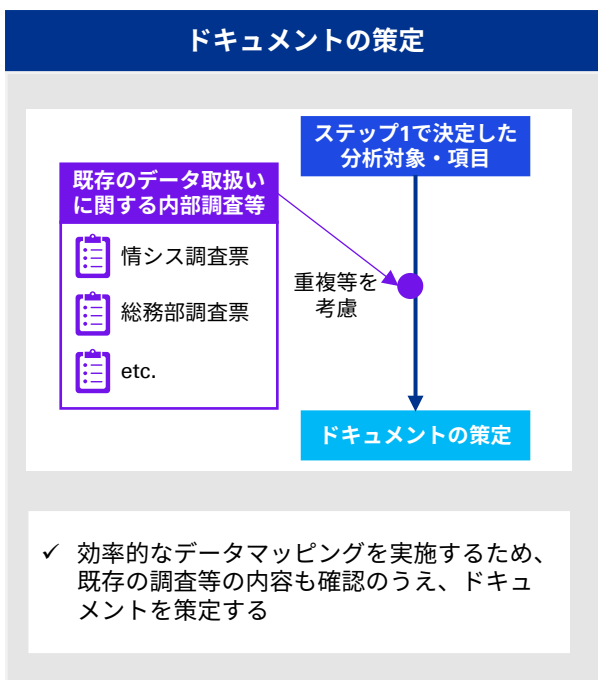 ドキュメントの策定
ステップ1で決定した
分析対象・項目
既存のデータ取扱い
に関する内部調査等
情シス調査票
総務部調査票
etc.
重複等を
考慮
ドキュメントの策定
✓ 効率的なデータマッピングを実施するため、
既存の調査等の内容も確認のうえ、ドキュ
メントを策定する